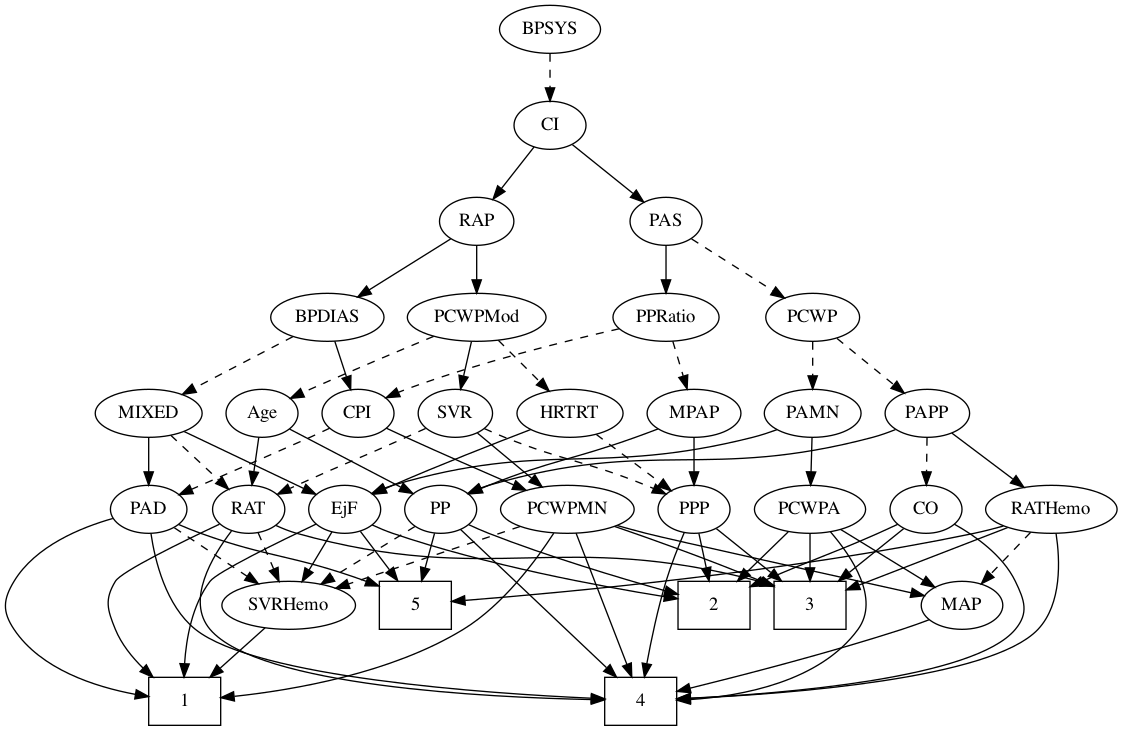 BPSYS
CI
RAP
PAS
BPDIAS
PCWPMod
PPRatio
PCWP
MIXED
Age
CPI
SVR
HRTRT
MPAP
PAMN
PAPP
PAD
RAT
EjF
PP
PCWPMN
PPP
PCWPA
CO
RATHemo
SVRHemo
5
2
3
MAP
1
4